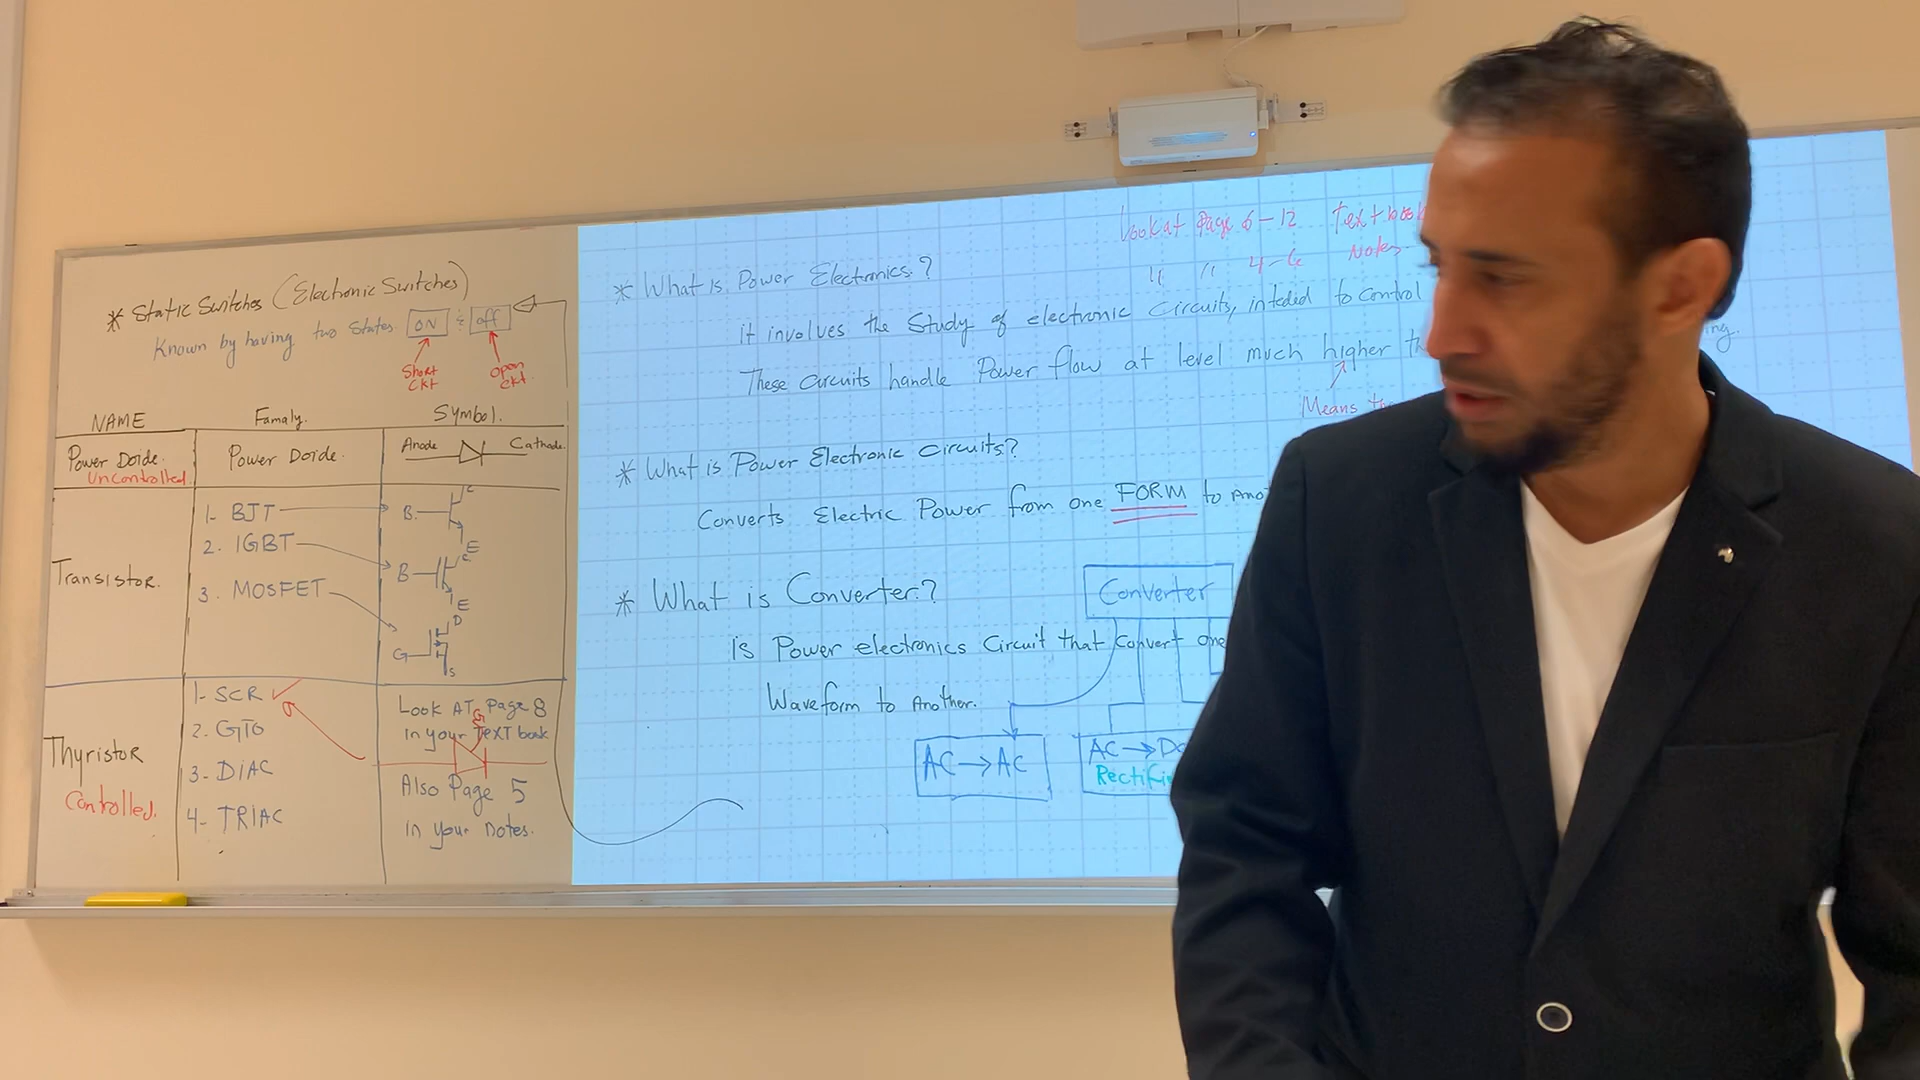 * Static Switches (Electronic Switches)
Known by having two States ON & off
Short Ckt
Open Ckt
NAME Famaly. Symbol.
Power Doide. Uncontrolled
Power Doide.
Anode Cathode
Transistor.
1- BJT
2. IGBT
3. MOSFET
B C E
B C E
G D S
Thyristor
Controlled.
1- SCR
2. GTO
3- DIAC
4- TRIAC
Look AT Page 8
in your TEXT book
G
Also Page 5
in your notes.
Look at Page 6-12 Text book
" " 4-6 Notes
* What is Power Electronics?
it involves the Study of electronic Circuits, inteded to Control
These circuits handle Power flow at level much higher
Means
ing.
* What is Power Electronic Circuits?
Converts Electric Power from one FORM to
* What is Converter?
Converter
is Power electronics Circuit that Convert one
Waveform to Another.
AC→AC
AC→